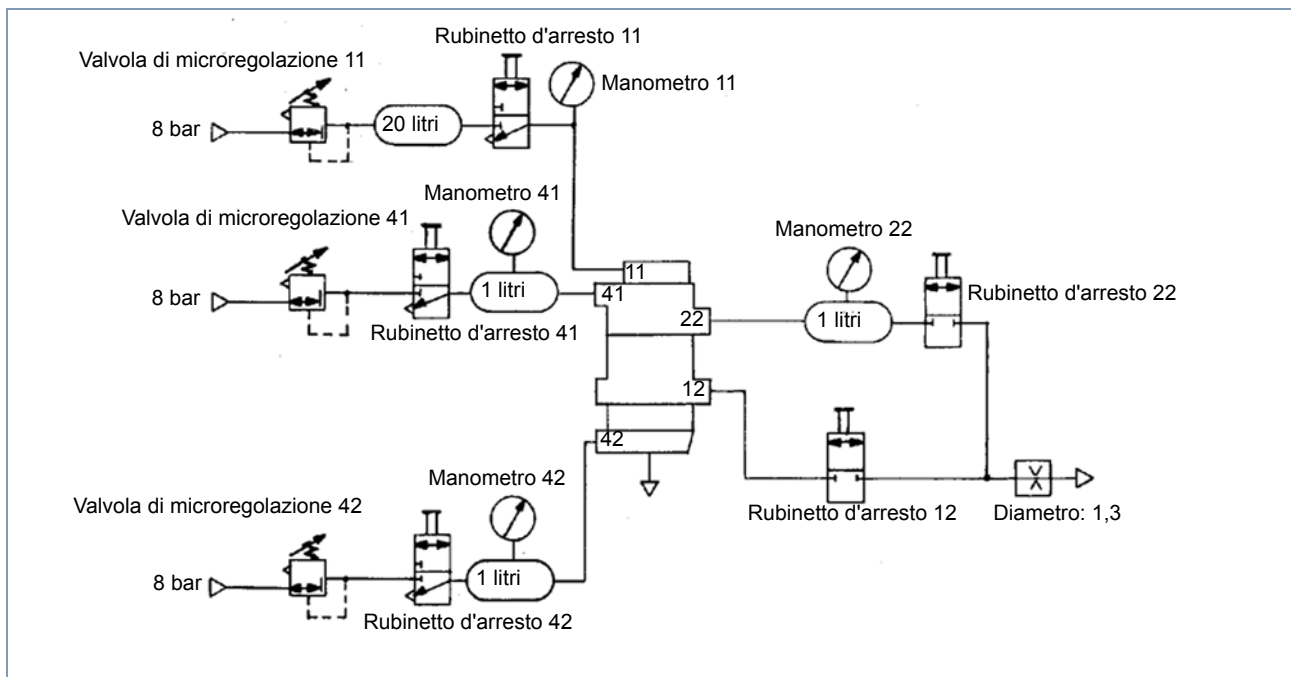 Rubinetto d'arresto 11
Valvola di microregolazione 11
Manometro 11
8 bar
20 litri
Manometro 41
Valvola di microregolazione 41
Manometro 22
11
8 bar
1 litri
41
Rubinetto d'arresto 22
22
1 litri
Rubinetto d'arresto 41
12
42
Manometro 42
Valvola di microregolazione 42
Rubinetto d'arresto 12
Diametro: 1,3
8 bar
1 litri
Rubinetto d'arresto 42